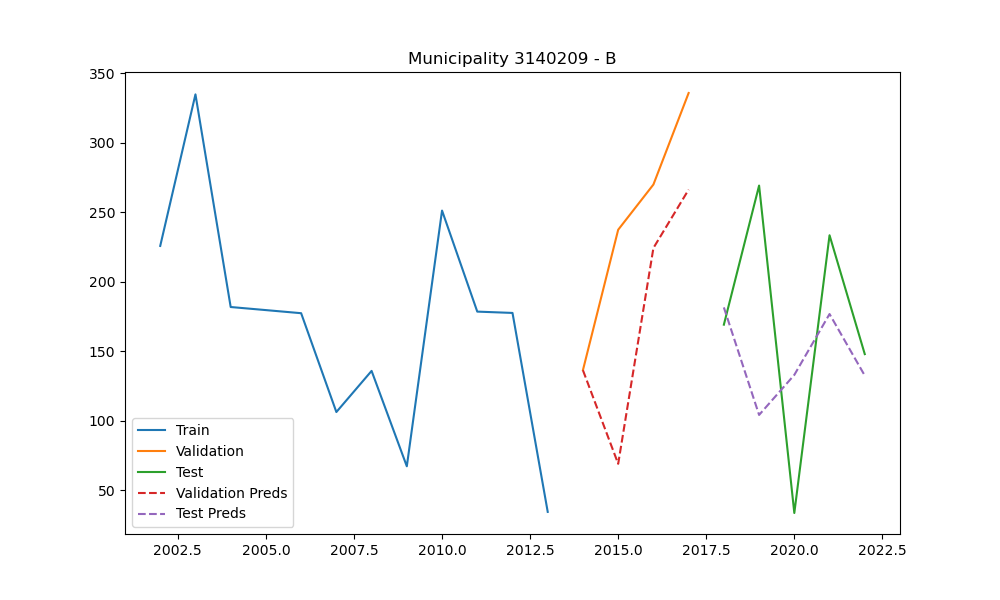 Municipality 3140209 - B
350
300
250
200
150
100
50
Train
Validation
Test
Validation Preds
Test Preds
2002.5 2005.0 2007.5 2010.0 2012.5 2015.0 2017.5 2020.0 2022.5